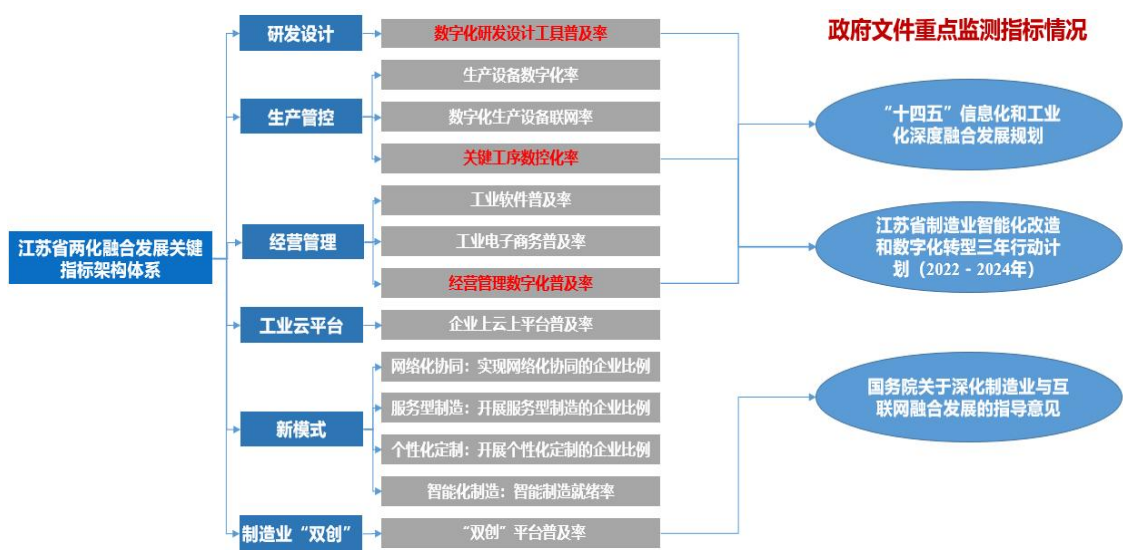 政府文件重点监测指标情况
江苏省两化融合发展关键
指标架构体系
研发设计
数字化研发设计工具普及率
生产管控
生产设备数字化率
数字化生产设备联网率
关键工序数控化率
经营管理
工业软件普及率
工业电子商务普及率
经营管理数字化普及率
工业云平台
企业上云上平台普及率
新模式
网络化协同：实现网络化协同的企业比例
服务型制造：开展服务型制造的企业比例
个性化定制：开展个性化定制的企业比例
智能化制造：智能制造就绪率
制造业“双创”
“双创”平台普及率
“十四五”信息化和工业
化深度融合发展规划
江苏省制造业智能化改造
和数字化转型三年行动计
划（2022-2024年）
国务院关于深化制造业与互
联网融合发展的指导意见